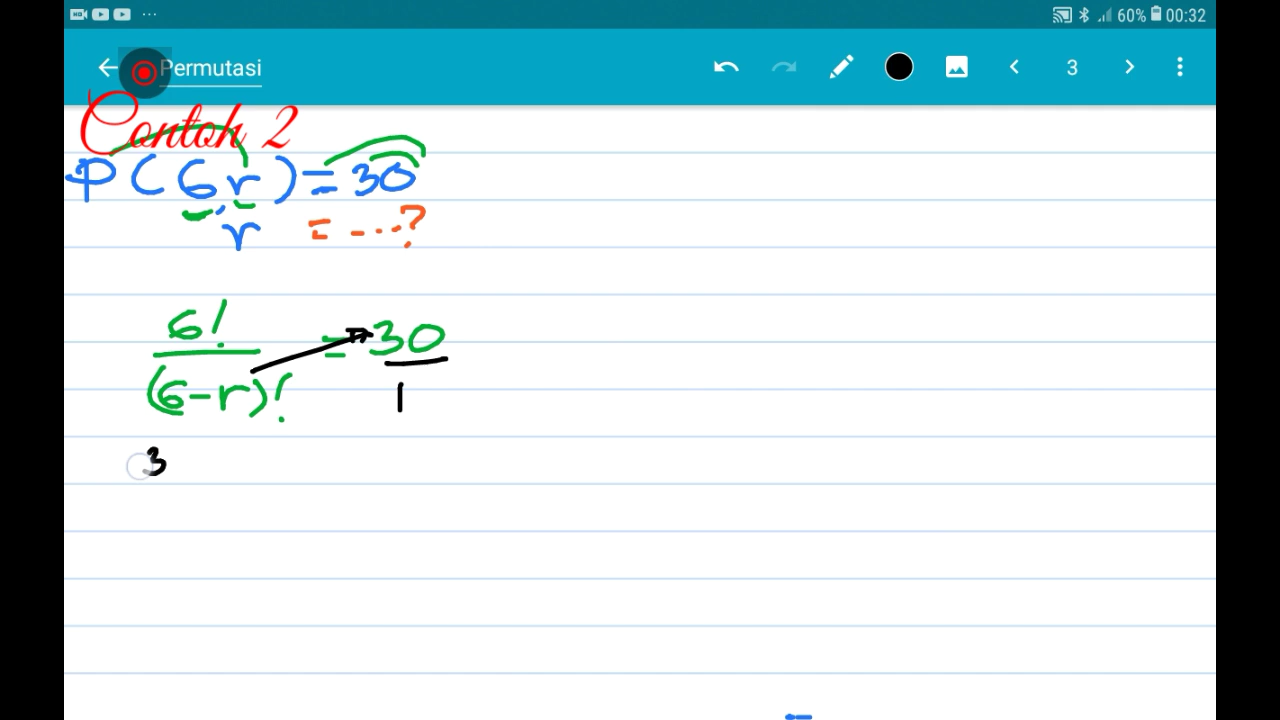 60% 00:32
Permutasi 3
Contoh 2
P(6,r) = 30
r = ...?
6! / (6-r)! = 30 / 1
3